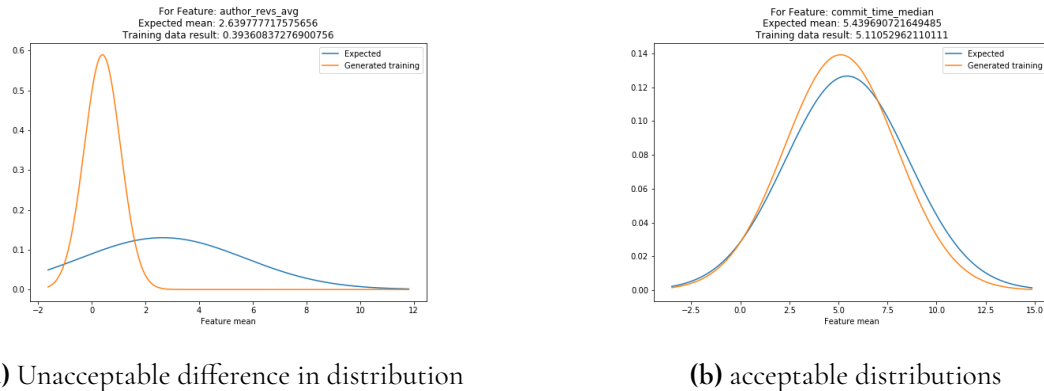 For Feature: author_revs_avg
Expected mean: 2.639777717575656
Training data result: 0.39360837276900756
Expected
Generated training
0.6
0.5
0.4
0.3
0.2
0.1
0.0
−2 0 2 4 6 8 10 12
Feature mean
For Feature: commit_time_median
Expected mean: 5.439690721649485
Training data result: 5.11052962110111
Expected
Generated training
0.14
0.12
0.10
0.08
0.06
0.04
0.02
0.00
−2.5 0.0 2.5 5.0 7.5 10.0 12.5 15.0
Feature mean
) Unacceptable difference in distribution
(b) acceptable distributions